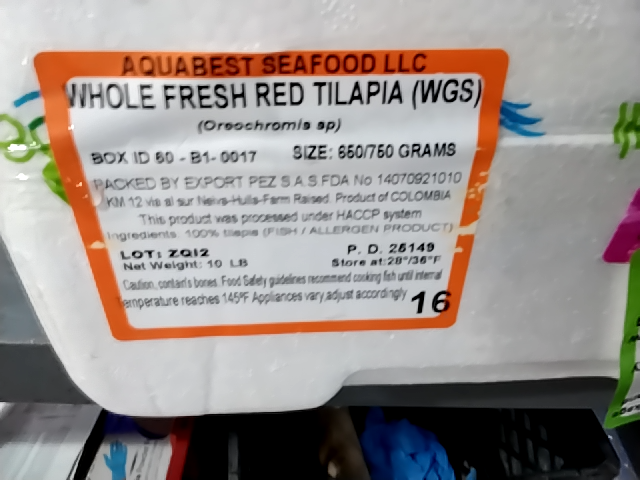 AQUABEST SEAFOOD LLC
WHOLE FRESH RED TILAPIA (WGS)
(Oreochromis sp)
BOX ID 60 - B1- 0017 SIZE: 650/750 GRAMS
PACKED BY EXPORT PEZ S.A.S.FDA No 14070921010
KM 12 vis al sur Neiva-Huila-Farm Raised. Product of COLOMBIA
This product was processed under HACCP system
Ingredients: 100% tilapia (FISH / ALLERGEN PRODUCT)
LOT: ZQI2 P. D. 25149
Net Weight: 10 LB Store at:28°/36°F
Caution, contain's bones. Food Safety guidelines recommend cooking fish until internal
Temperature reaches 145°F Appliances vary,adjust accordingly 16